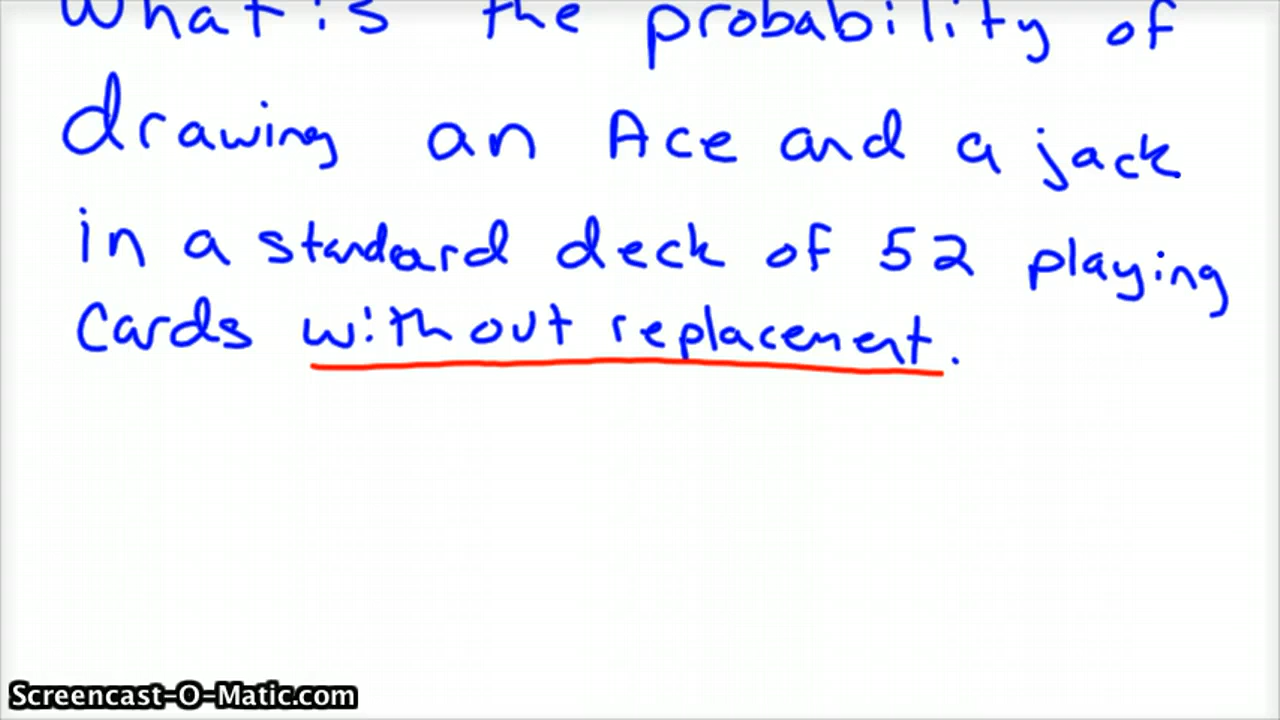 What is the probability of
drawing an Ace and a jack
in a standard deck of 52 playing
Cards without replacement.
Screencast-O-Matic.com